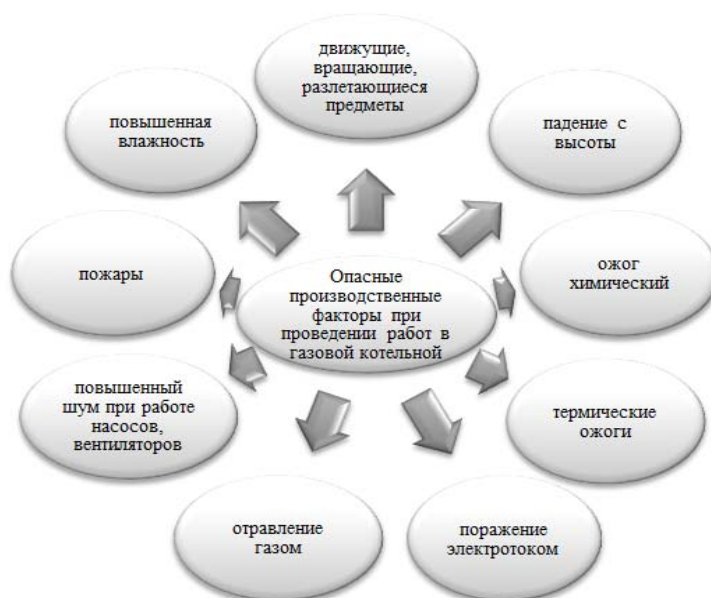 движущие,
вращающие,
разлетающиеся
предметы
повышенная
влажность
падение с
высоты
пожары
Опасные
производственные
факторы при
проведении работ в
газовой котельной
ожог
химический
повышенный
шум при работе
насосов,
вентиляторов
термические
ожоги
отравление
газом
поражение
электротоком